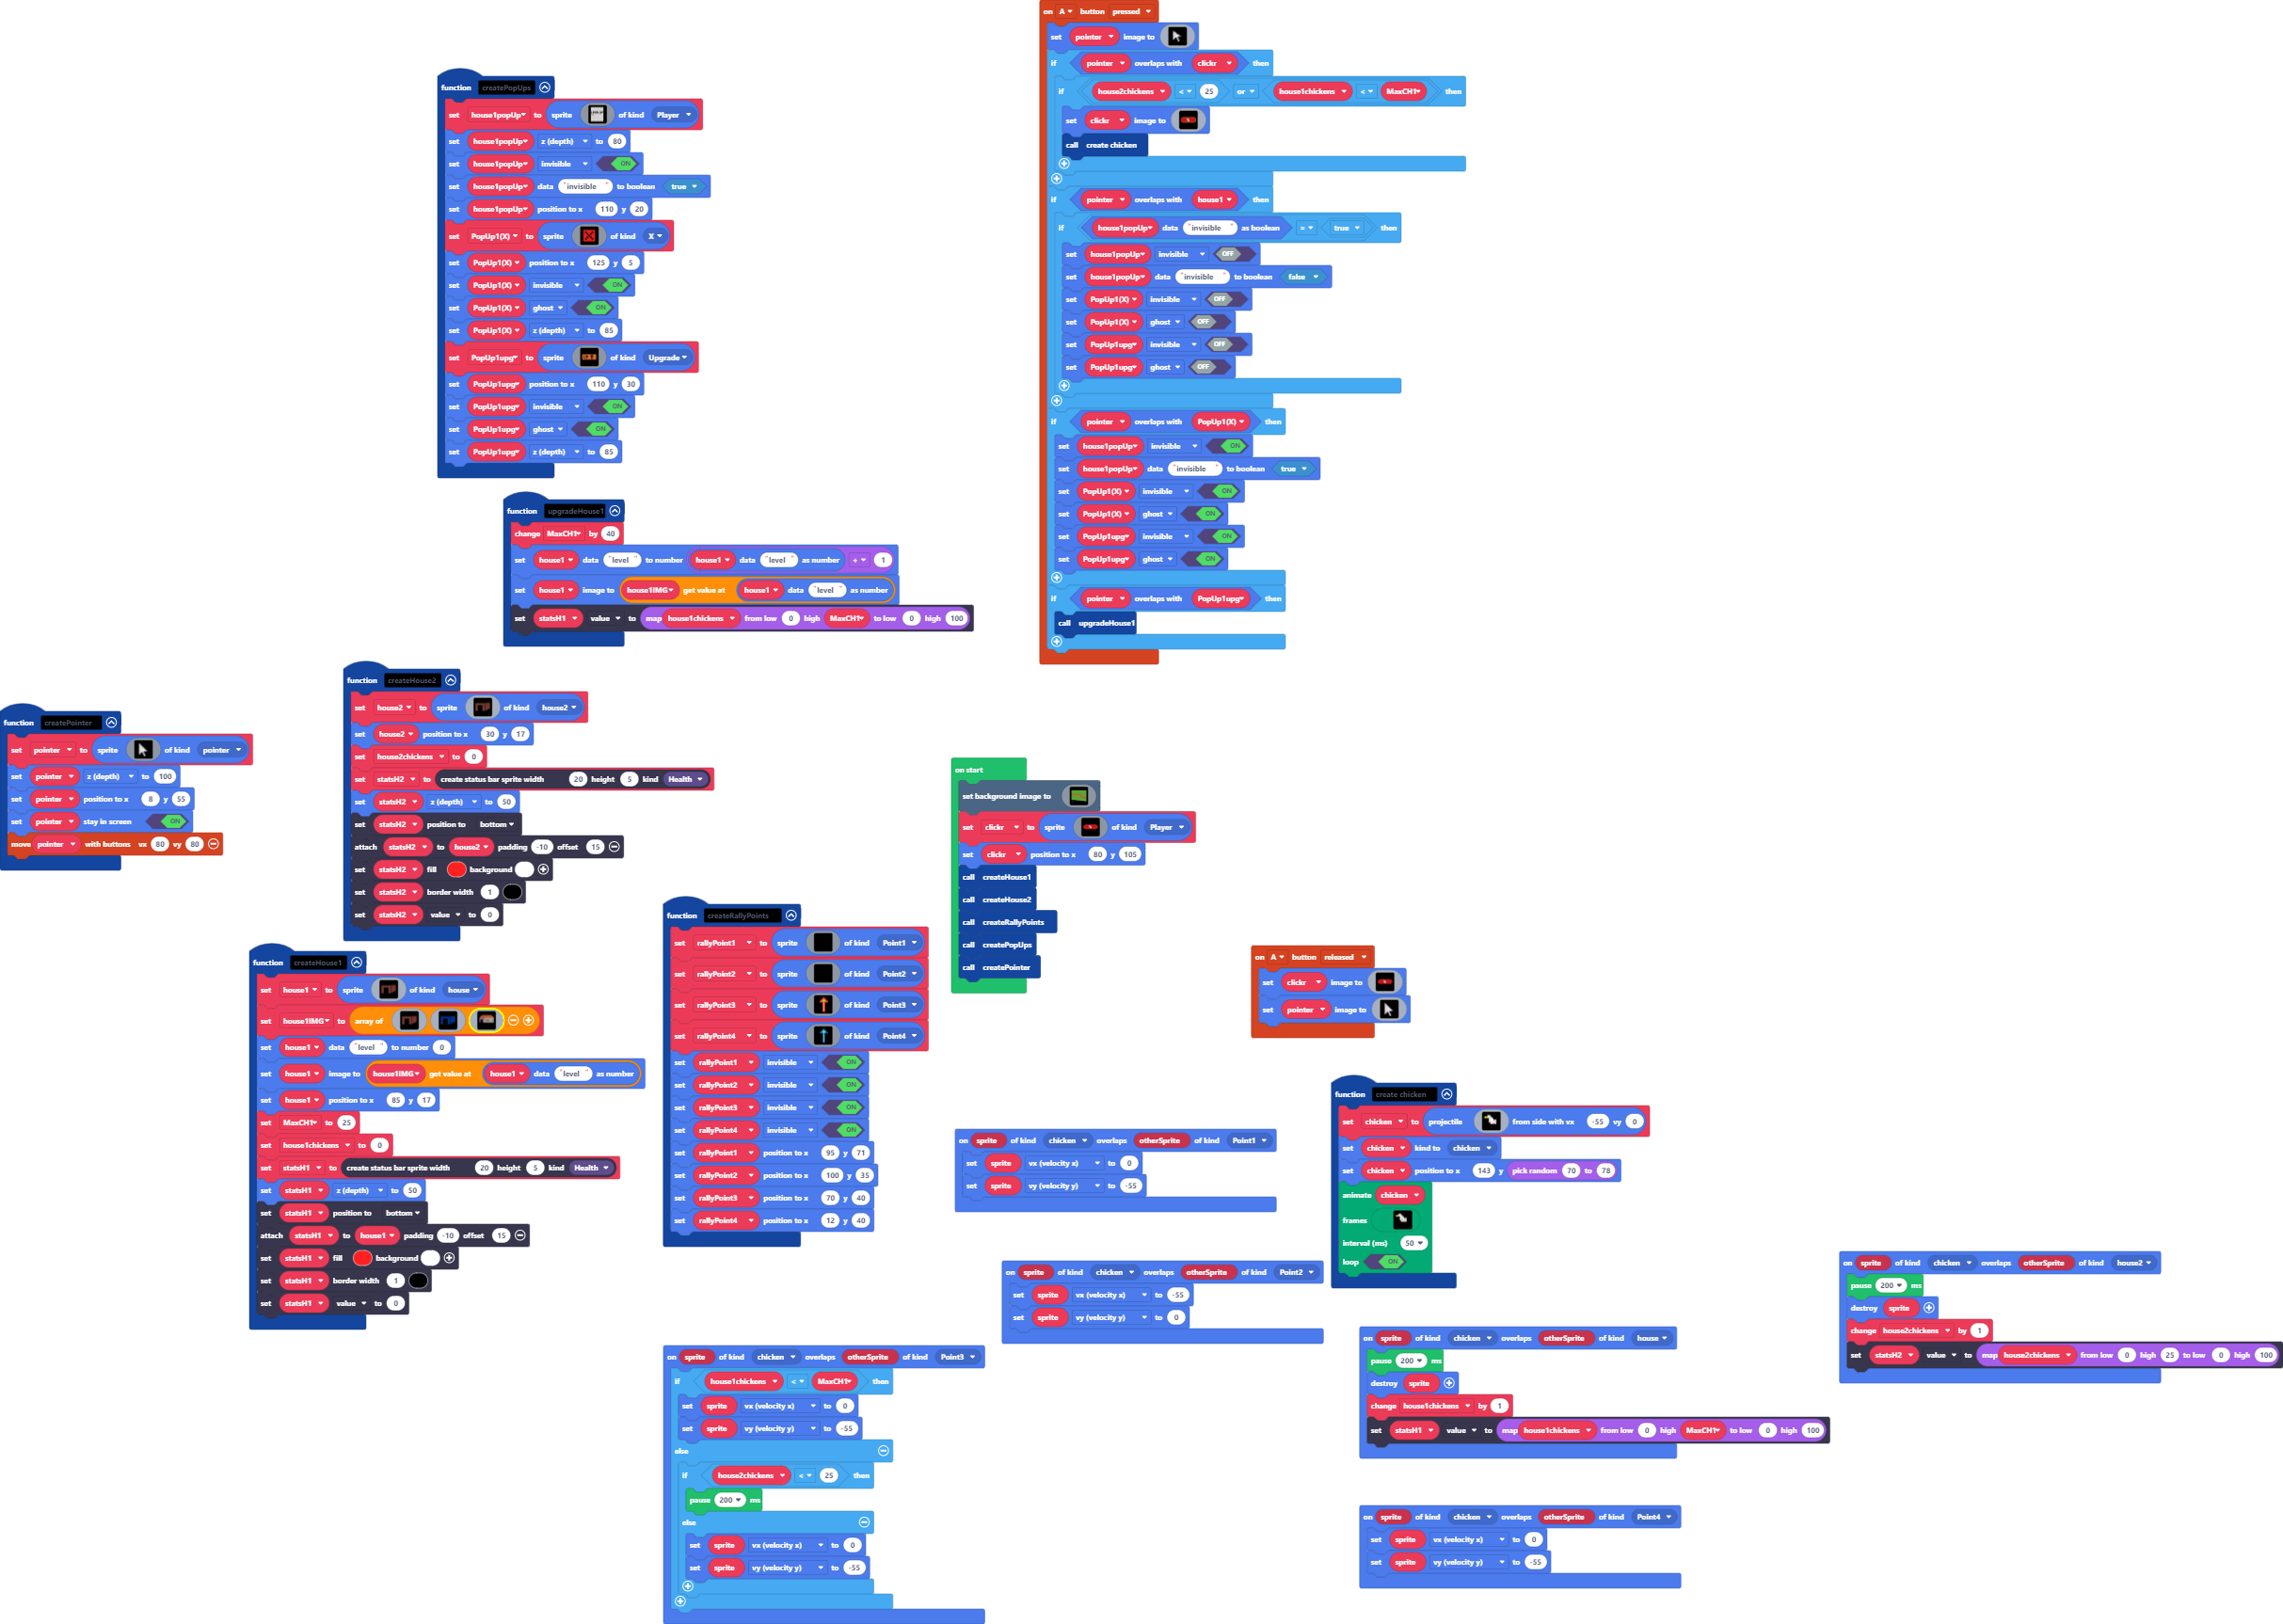 on A button pressed
set pointer image to
if pointer overlaps with clickr then
if house2chickens < 25 or house1chickens < MaxCH1 then
set clickr image to
call create chicken
if pointer overlaps with house1 then
if house1popUp data "invisible" as boolean = true then
set house1popUp invisible OFF
set house1popUp data "invisible" to boolean false
set PopUp1(X) invisible OFF
set PopUp1(X) ghost OFF
set PopUp1upg invisible OFF
set PopUp1upg ghost OFF
if pointer overlaps with PopUp1(X) then
set house1popUp invisible ON
set house1popUp data "invisible" to boolean true
set PopUp1(X) invisible ON
set PopUp1(X) ghost ON
set PopUp1upg invisible ON
set PopUp1upg ghost ON
if pointer overlaps with PopUp1upg then
call upgradeHouse1
function createPopUps
set house1popUp to sprite of kind Player
set house1popUp z (depth) to 80
set house1popUp invisible ON
set house1popUp data "invisible" to boolean true
set house1popUp position to x 110 y 20
set PopUp1(X) to sprite of kind X
set PopUp1(X) position to x 125 y 5
set PopUp1(X) invisible ON
set PopUp1(X) ghost ON
set PopUp1(X) z (depth) to 85
set PopUp1upg to sprite of kind Upgrade
set PopUp1upg position to x 110 y 30
set PopUp1upg invisible ON
set PopUp1upg ghost ON
set PopUp1upg z (depth) to 85
function upgradeHouse1
change MaxCH1 by 40
set house1 data "level" to number house1 data "level" as number + 1
set house1 image to house1IMG get value at house1 data "level" as number
set statsH1 value to map house1chickens from low 0 high MaxCH1 to low 0 high 100
function createHouse2
set house2 to sprite of kind house2
set house2 position to x 30 y 17
set house2chickens to 0
set statsH2 to create status bar sprite width 20 height 5 kind Health
set statsH2 z (depth) to 50
set statsH2 position to bottom
attach statsH2 to house2 padding -10 offset 15
set statsH2 fill background
set statsH2 border width 1
set statsH2 value to 0
function createPointer
set pointer to sprite of kind pointer
set pointer z (depth) to 100
set pointer position to x 8 y 55
set pointer stay in screen ON
move pointer with buttons vx 80 vy 80
on start
set background image to
set clickr to sprite of kind Player
set clickr position to x 80 y 105
call createHouse1
call createHouse2
call createRallyPoints
call createPopUps
call createPointer
function createRallyPoints
set rallyPoint1 to sprite of kind Point1
set rallyPoint2 to sprite of kind Point2
set rallyPoint3 to sprite of kind Point3
set rallyPoint4 to sprite of kind Point4
set rallyPoint1 invisible ON
set rallyPoint2 invisible ON
set rallyPoint3 invisible ON
set rallyPoint4 invisible ON
set rallyPoint1 position to x 95 y 71
set rallyPoint2 position to x 100 y 35
set rallyPoint3 position to x 70 y 40
set rallyPoint4 position to x 12 y 40
function createHouse1
set house1 to sprite of kind house
set house1IMG to array of
set house1 data "level" to number 0
set house1 image to house1IMG get value at house1 data "level" as number
set house1 position to x 85 y 17
set MaxCH1 to 25
set house1chickens to 0
set statsH1 to create status bar sprite width 20 height 5 kind Health
set statsH1 z (depth) to 50
set statsH1 position to bottom
attach statsH1 to house1 padding -10 offset 15
set statsH1 fill background
set statsH1 border width 1
set statsH1 value to 0
on A button released
set clickr image to
set pointer image to
function create chicken
set chicken to projectile from side with vx -55 vy 0
set chicken kind to chicken
set chicken position to x 143 y pick random 70 to 78
animate chicken
frames
interval (ms) 50
loop ON
on sprite of kind chicken overlaps otherSprite of kind Point1
set sprite vx (velocity x) to 0
set sprite vy (velocity y) to -55
on sprite of kind chicken overlaps otherSprite of kind Point2
set sprite vx (velocity x) to -55
set sprite vy (velocity y) to 0
on sprite of kind chicken overlaps otherSprite of kind house2
pause 200 ms
destroy sprite
change house2chickens by 1
set statsH2 value to map house2chickens from low 0 high 25 to low 0 high 100
on sprite of kind chicken overlaps otherSprite of kind house
pause 200 ms
destroy sprite
change house1chickens by 1
set statsH1 value to map house1chickens from low 0 high MaxCH1 to low 0 high 100
on sprite of kind chicken overlaps otherSprite of kind Point3
if house1chickens < MaxCH1 then
set sprite vx (velocity x) to 0
set sprite vy (velocity y) to -55
else
if house2chickens < 25 then
pause 200 ms
else
set sprite vx (velocity x) to 0
set sprite vy (velocity y) to -55
on sprite of kind chicken overlaps otherSprite of kind Point4
set sprite vx (velocity x) to 0
set sprite vy (velocity y) to -55